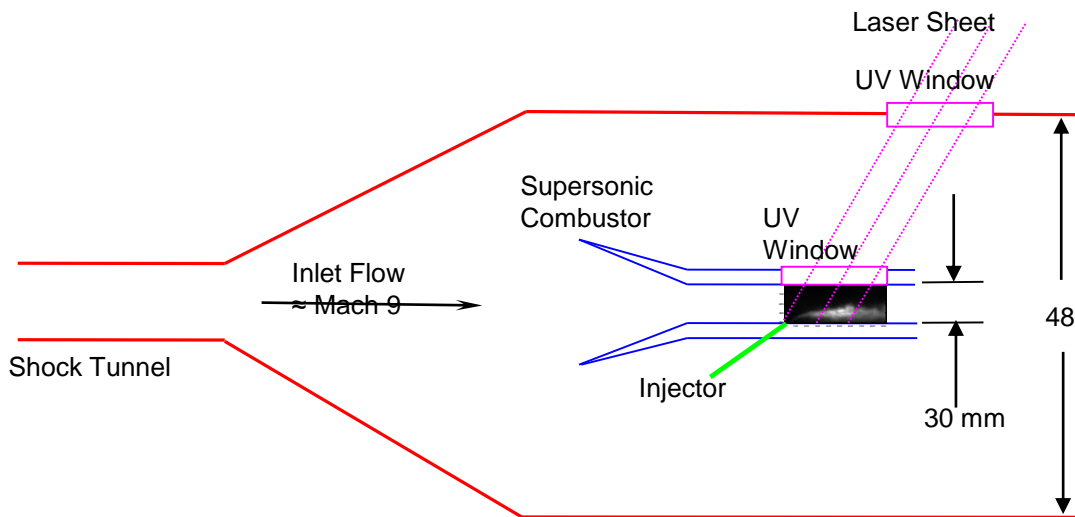 Laser Sheet
UV Window
Supersonic
Combustor
UV
Window
Inlet Flow
≈ Mach 9
48
Shock Tunnel
Injector
30 mm